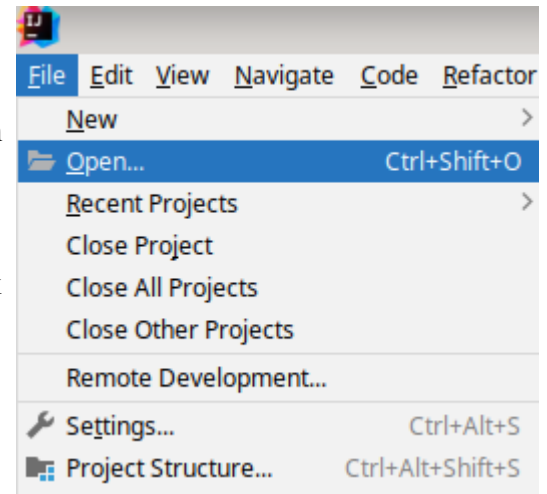 IJ
File Edit View Navigate Code Refactor
New
Open... Ctrl+Shift+O
Recent Projects
Close Project
Close All Projects
Close Other Projects
Remote Development...
Settings... Ctrl+Alt+S
Project Structure... Ctrl+Alt+Shift+S